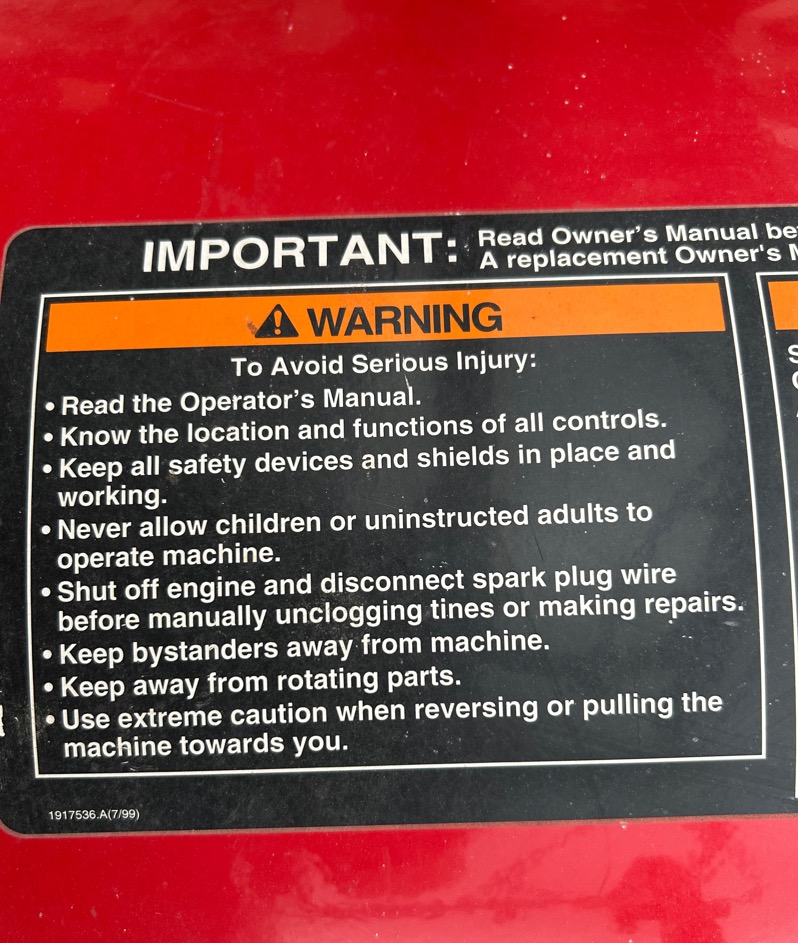 IMPORTANT: Read Owner's Manual
A replacement Owner's
WARNING
To Avoid Serious Injury:
• Read the Operator's Manual.
• Know the location and functions of all controls.
• Keep all safety devices and shields in place and
working.
• Never allow children or uninstructed adults to
operate machine.
• Shut off engine and disconnect spark plug wire
before manually unclogging tines or making repairs.
• Keep bystanders away from machine.
• Keep away from rotating parts.
• Use extreme caution when reversing or pulling the
machine towards you.
1917536.A(7/99)